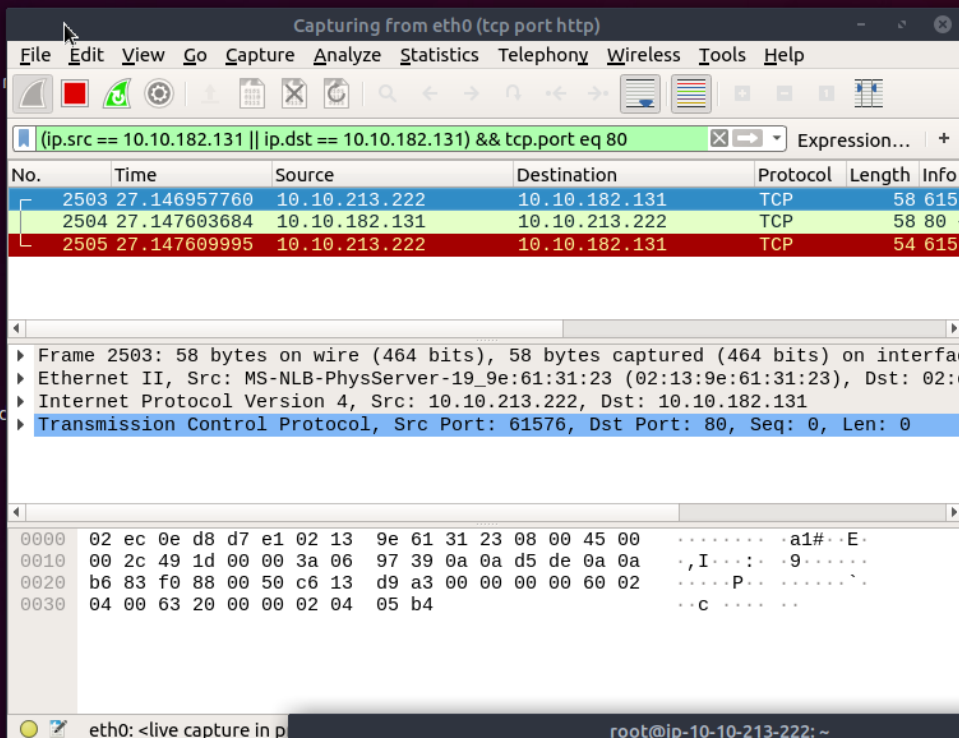 Capturing from eth0 (tcp port http)
File Edit View Go Capture Analyze Statistics Telephony Wireless Tools Help
(ip.src == 10.10.182.131 || ip.dst == 10.10.182.131) && tcp.port eq 80 Expression… +
No. Time Source Destination Protocol Length Info
2503 27.146957760 10.10.213.222 10.10.182.131 TCP 58 615
2504 27.147603684 10.10.182.131 10.10.213.222 TCP 58 80
2505 27.147609995 10.10.213.222 10.10.182.131 TCP 54 615
Frame 2503: 58 bytes on wire (464 bits), 58 bytes captured (464 bits) on interfa
Ethernet II, Src: MS-NLB-PhysServer-19_9e:61:31:23 (02:13:9e:61:31:23), Dst: 02:
Internet Protocol Version 4, Src: 10.10.213.222, Dst: 10.10.182.131
Transmission Control Protocol, Src Port: 61576, Dst Port: 80, Seq: 0, Len: 0
0000 02 ec 0e d8 d7 e1 02 13 9e 61 31 23 08 00 45 00 ········ ·a1#··E·
0010 00 2c 49 1d 00 00 3a 06 97 39 0a 0a d5 de 0a 0a ·,I···:· ·9······
0020 b6 83 f0 88 00 50 c6 13 d9 a3 00 00 00 00 60 02 ·····P·· ······`·
0030 04 00 63 20 00 00 02 04 05 b4 ··c ···· ··
eth0: <live capture in p
root@ip-10-10-213-222: ~